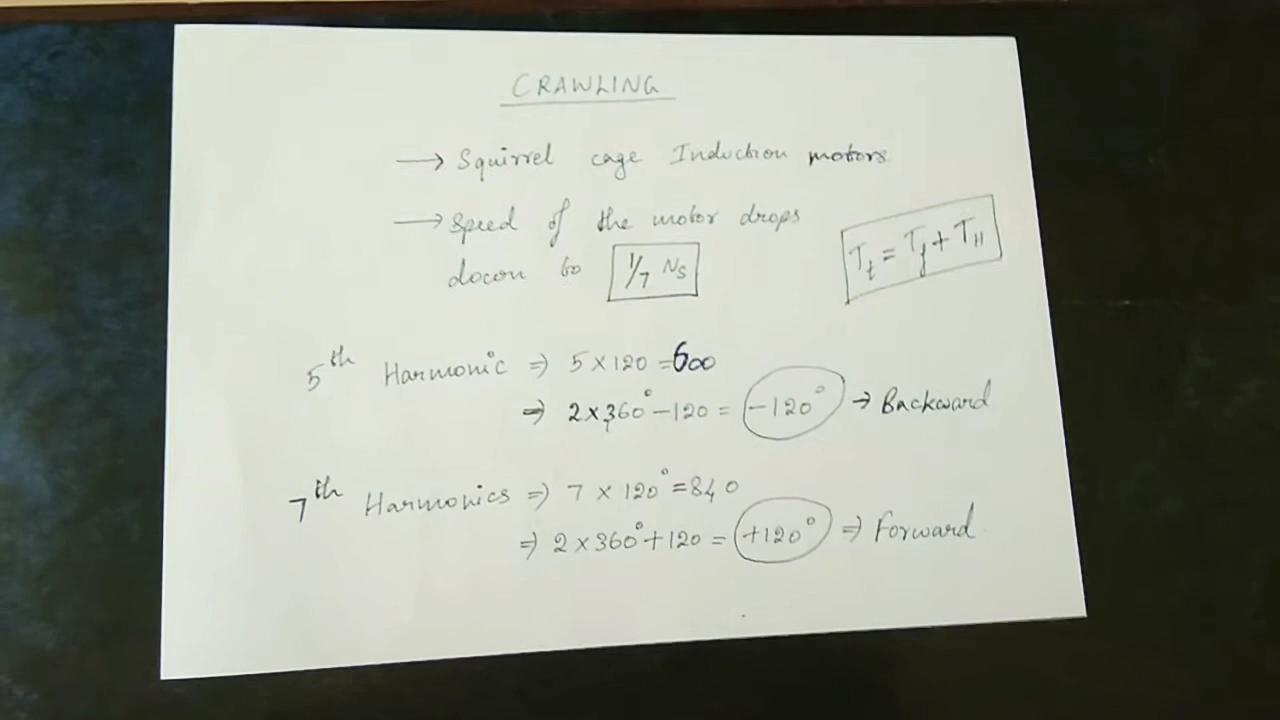 CRAWLING
→ Squirrel cage Induction motors
→ Speed of the motor drops
down to 1/7 Ns
Tt = Tf + TH
5th Harmonic ⇒ 5 × 120 = 600
⇒ 2 × 360° − 120 = −120° → Backward
7th Harmonics ⇒ 7 × 120° = 840
⇒ 2 × 360° + 120 = +120° ⇒ Forward